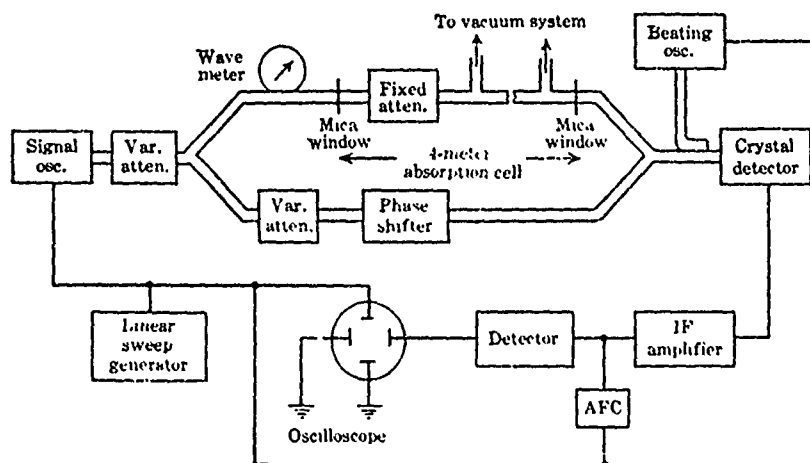 To vacuum system
Beating
osc.
Wave
meter
Fixed
atten.
Mica
window
Mica
window
Signal
osc.
Var.
atten.
4-meter
absorption cell
Crystal
detector
Var.
atten.
Phase
shifter
Linear
sweep
generator
Detector
IF
amplifier
AFC
Oscilloscope